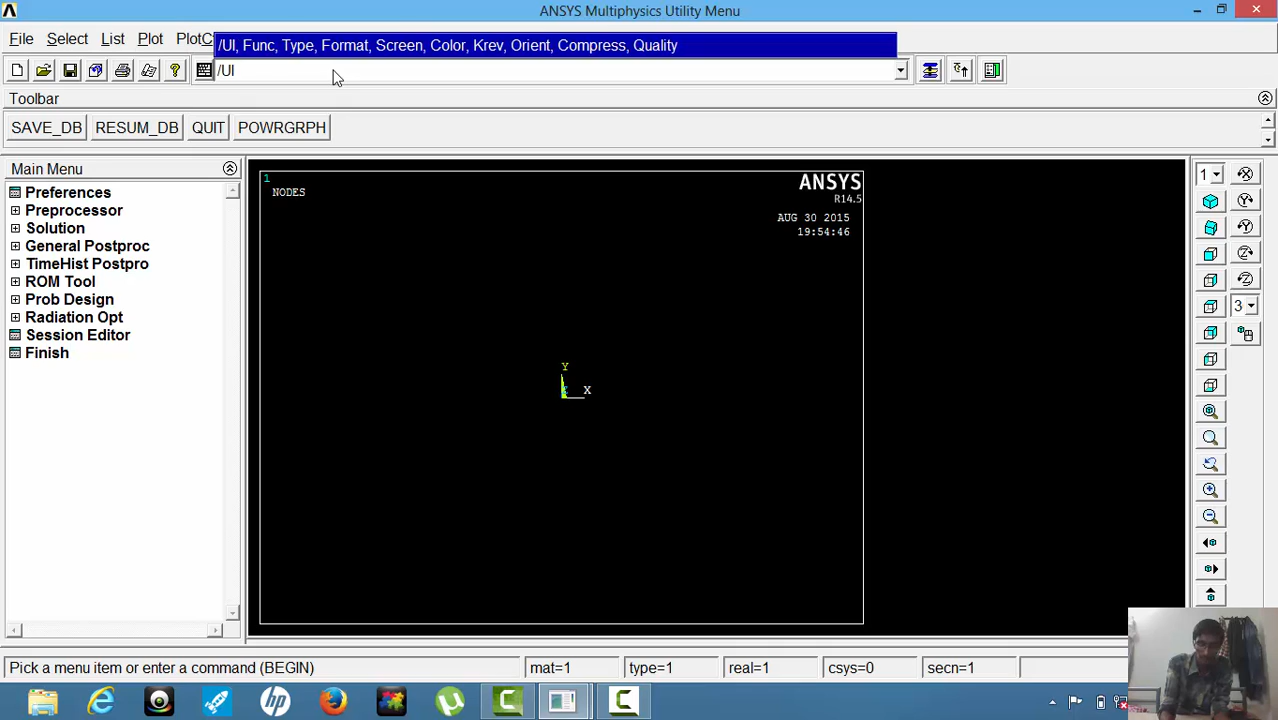 ANSYS Multiphysics Utility Menu
File Select List Plot PlotC
/UI, Func, Type, Format, Screen, Color, Krev, Orient, Compress, Quality
/UI
Toolbar
SAVE_DB RESUM_DB QUIT POWRGRPH
Main Menu
Preferences
Preprocessor
Solution
General Postproc
TimeHist Postpro
ROM Tool
Prob Design
Radiation Opt
Session Editor
Finish
1
NODES
ANSYS
R14.5
AUG 30 2015
19:54:46
Y
X
1
X
Y
Y
Z
Z
3
Pick a menu item or enter a command (BEGIN) mat=1 type=1 real=1 csys=0 secn=1